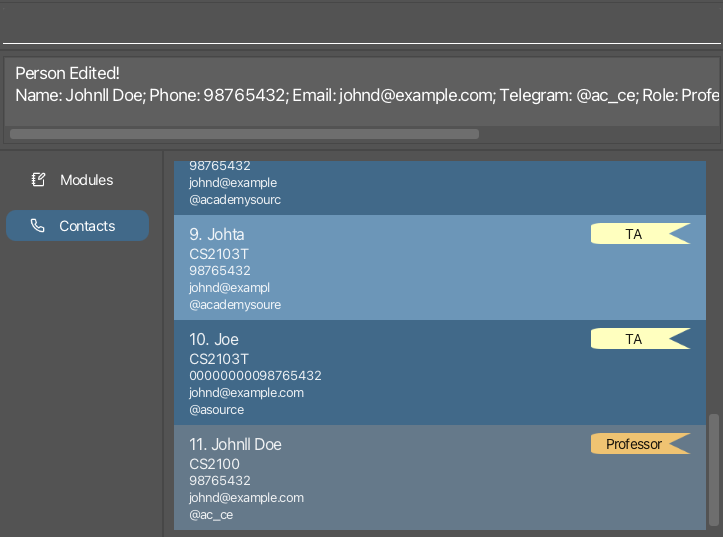 Person Edited!
Name: Johnll Doe; Phone: 98765432; Email: johnd@example.com; Telegram: @ac_ce; Role: Profe
Modules
Contacts
98765432
johnd@example
@academysourc
9. Johta
TA
CS2103T
98765432
johnd@exampl
@academysoure
10. Joe
TA
CS2103T
00000000098765432
johnd@example.com
@asource
11. Johnll Doe
Professor
CS2100
98765432
johnd@example.com
@ac_ce